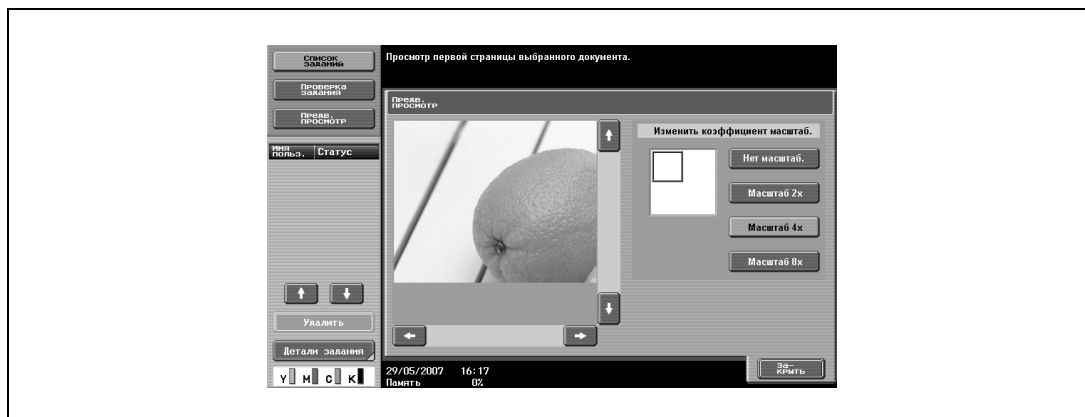 Список
заданий
Проверка
задания
Предв.
просмотр
Имя
польз.
Статус
Удалить
Детали задания
Y M C K
Просмотр первой страницы выбранного документа.
Предв.
просмотр
Изменить коэффициент масштаб.
Нет масштаб.
Масштаб 2x
Масштаб 4x
Масштаб 8x
29/05/2007 16:17
Память 0%
За-
крыть